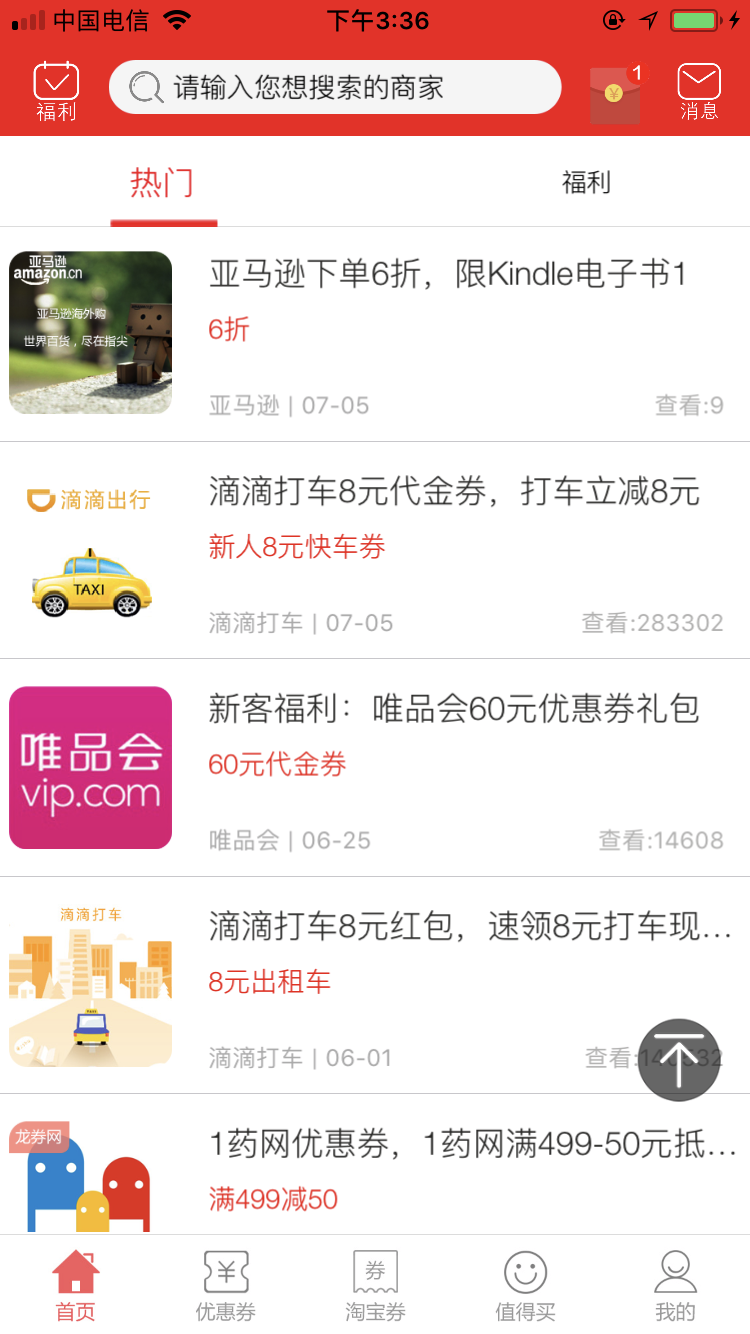 中国电信
下午3:36
福利
请输入您想搜索的商家
¥
1
消息
热门
福利
亚马逊
amazon.cn
亚马逊海外购
世界百货，尽在指尖
亚马逊下单6折，限Kindle电子书1
6折
亚马逊 | 07-05
查看:9
滴滴出行
TAXI
滴滴打车8元代金券，打车立减8元
新人8元快车券
滴滴打车 | 07-05
查看:283302
唯品会
vip.com
新客福利：唯品会60元优惠券礼包
60元代金券
唯品会 | 06-25
查看:14608
滴滴打车
滴滴打车8元红包，速领8元打车现...
8元出租车
滴滴打车 | 06-01
查看:
龙券网
1药网优惠券，1药网满499-50元抵...
满499减50
首页
¥
优惠券
券
淘宝券
值得买
我的